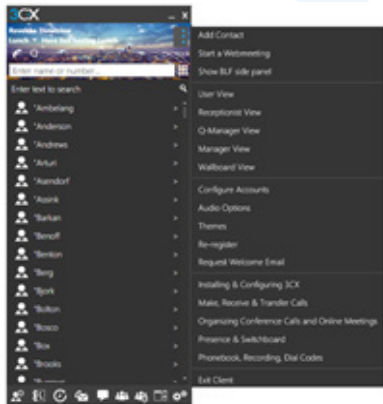 3CX
Enter name or number...
Enter text to search
*Ambelang
*Anderson
*Andrews
*Arturi
*Asendorf
*Assink
*Barkan
*Benoff
*Benton
*Berg
*Bjork
*Bolton
*Bosco
*Box
*Brooks
Add Contact
Start a Webmeeting
Show BLF side panel
User View
Receptionist View
Q-Manager View
Manager View
Wallboard View
Configure Accounts
Audio Options
Themes
Re-register
Request Welcome Email
Installing & Configuring 3CX
Make, Receive & Transfer Calls
Organizing Conference Calls and Online Meetings
Presence & Switchboard
Phonebook, Recording, Dial Codes
Exit Client